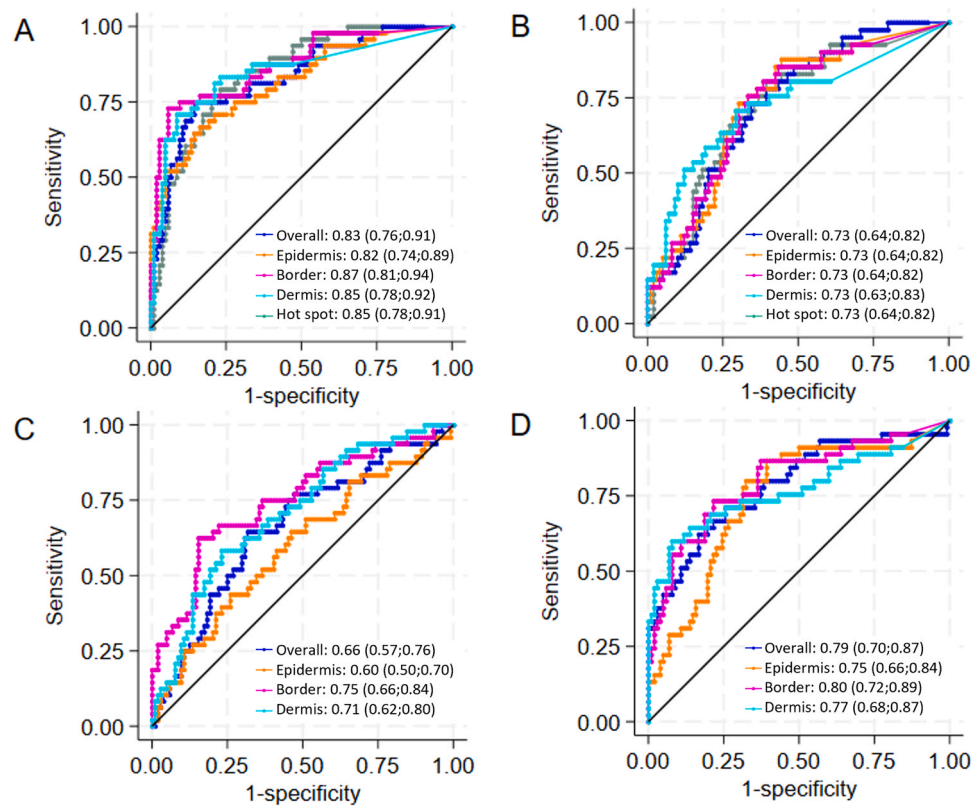 A
Sensitivity
1.00
0.75
0.50
0.25
0.00
Overall: 0.83 (0.76;0.91)
Epidermis: 0.82 (0.74;0.89)
Border: 0.87 (0.81;0.94)
Dermis: 0.85 (0.78;0.92)
Hot spot: 0.85 (0.78;0.91)
0.00 0.25 0.50 0.75 1.00
1-specificity
B
Sensitivity
1.00
0.75
0.50
0.25
0.00
Overall: 0.73 (0.64;0.82)
Epidermis: 0.73 (0.64;0.82)
Border: 0.73 (0.64;0.82)
Dermis: 0.73 (0.63;0.83)
Hot spot: 0.73 (0.64;0.82)
0.00 0.25 0.50 0.75 1.00
1-specificity
C
Sensitivity
1.00
0.75
0.50
0.25
0.00
Overall: 0.66 (0.57;0.76)
Epidermis: 0.60 (0.50;0.70)
Border: 0.75 (0.66;0.84)
Dermis: 0.71 (0.62;0.80)
0.00 0.25 0.50 0.75 1.00
1-specificity
D
Sensitivity
1.00
0.75
0.50
0.25
0.00
Overall: 0.79 (0.70;0.87)
Epidermis: 0.75 (0.66;0.84)
Border: 0.80 (0.72;0.89)
Dermis: 0.77 (0.68;0.87)
0.00 0.25 0.50 0.75 1.00
1-specificity